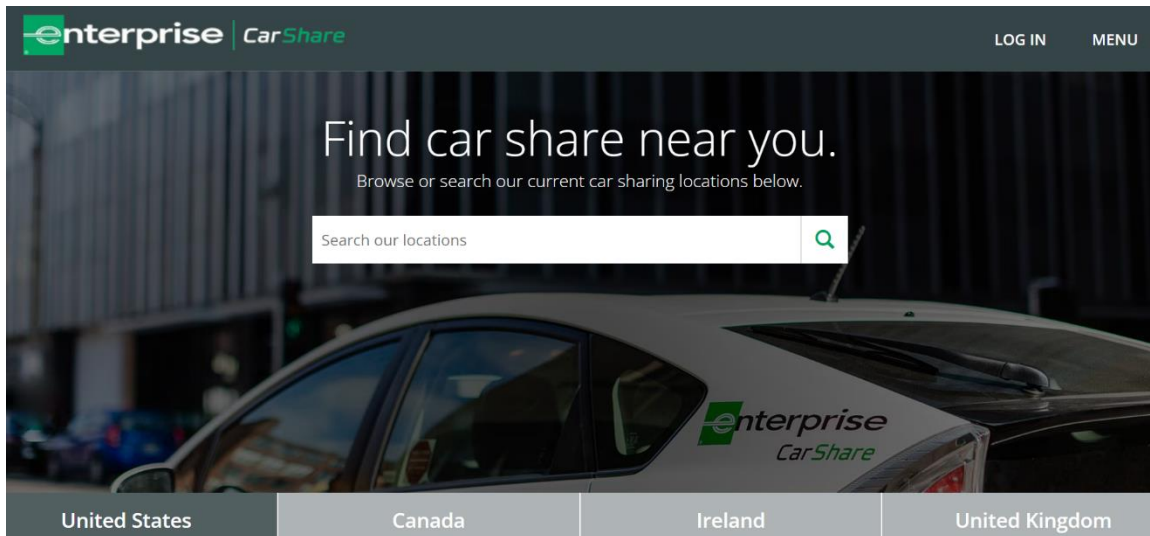 enterprise CarShare
LOG IN
MENU
Find car share near you.
Browse or search our current car sharing locations below.
Search our locations
enterprise
CarShare
United States
Canada
Ireland
United Kingdom